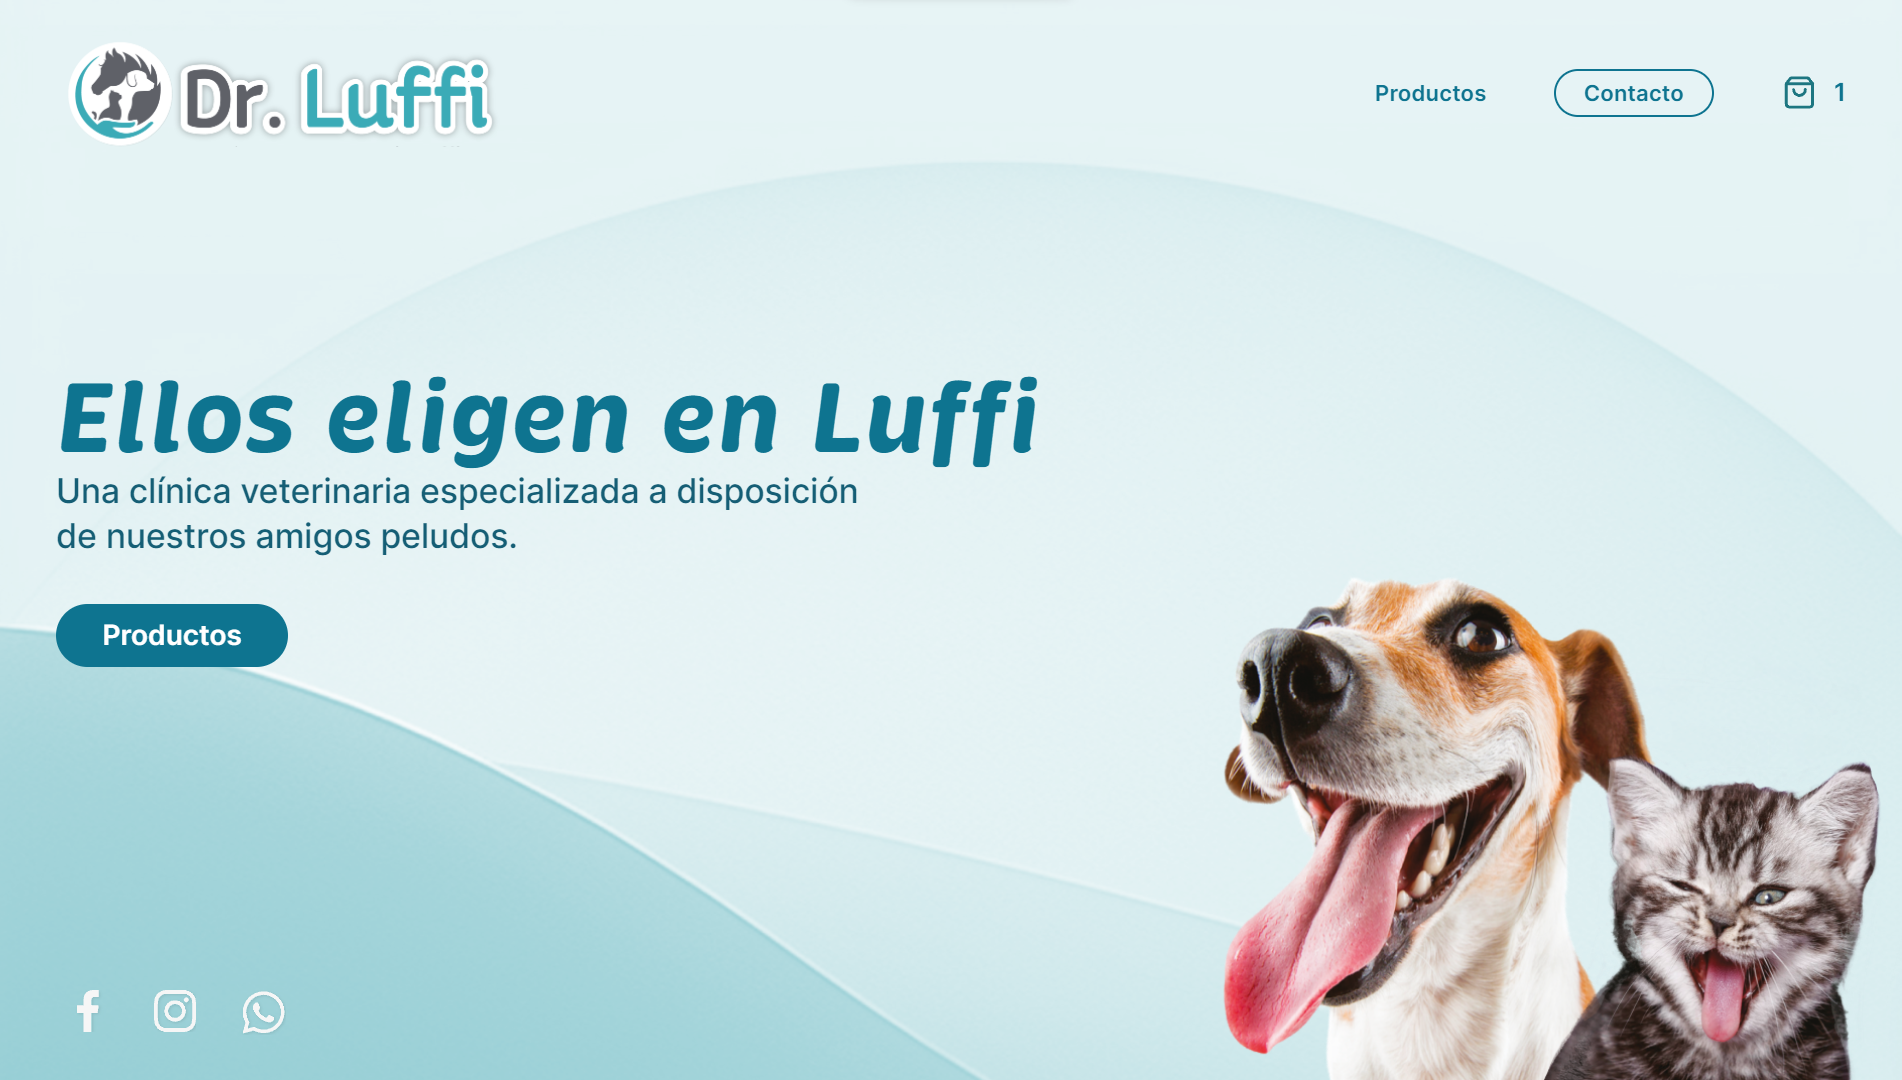 Dr. Luffi
Productos
Contacto
1
Ellos eligen en Luffi
Una clínica veterinaria especializada a disposición
de nuestros amigos peludos.
Productos